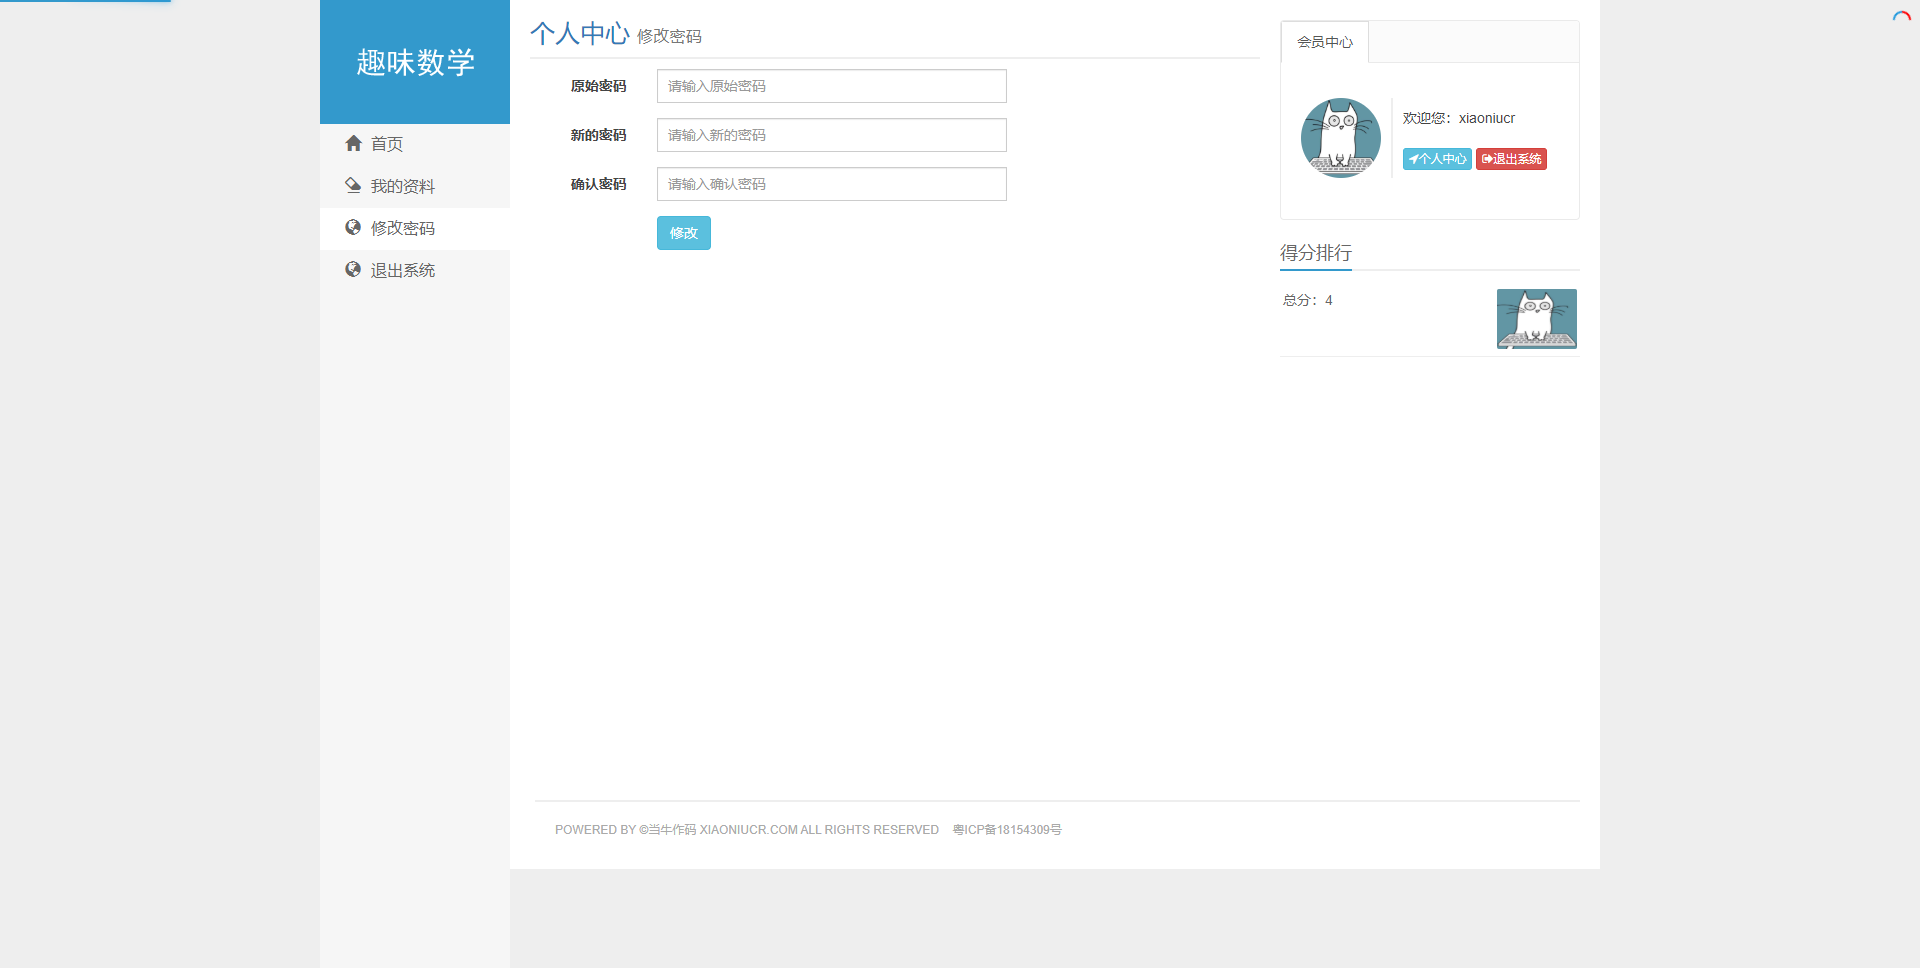 趣味数学
首页
我的资料
修改密码
退出系统
个人中心 修改密码
原始密码 请输入原始密码
新的密码 请输入新的密码
确认密码 请输入确认密码
修改
会员中心
欢迎您：xiaoniucr
个人中心 退出系统
得分排行
总分：4
POWERED BY ©当牛作码 XIAONIUCR.COM ALL RIGHTS RESERVED 粤ICP备18154309号